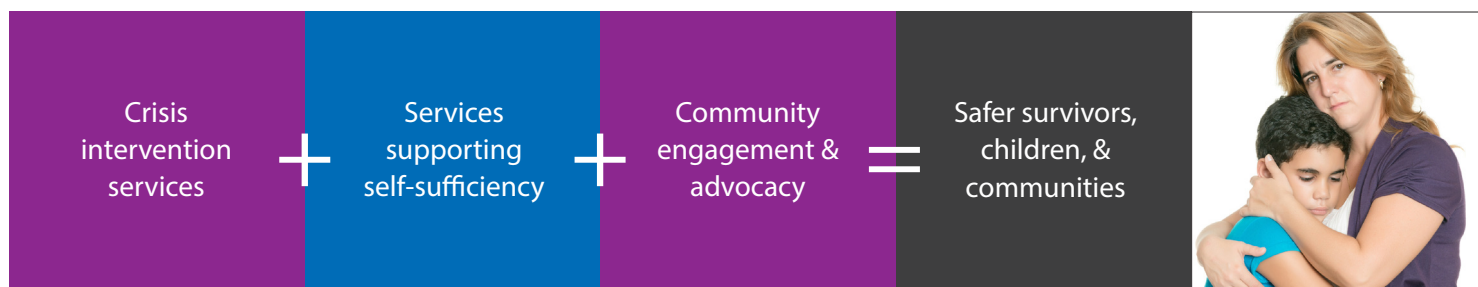 Crisis
intervention
services
+
Services
supporting
self-sufficiency
+
Community
engagement &
advocacy
=
Safer survivors,
children, &
communities